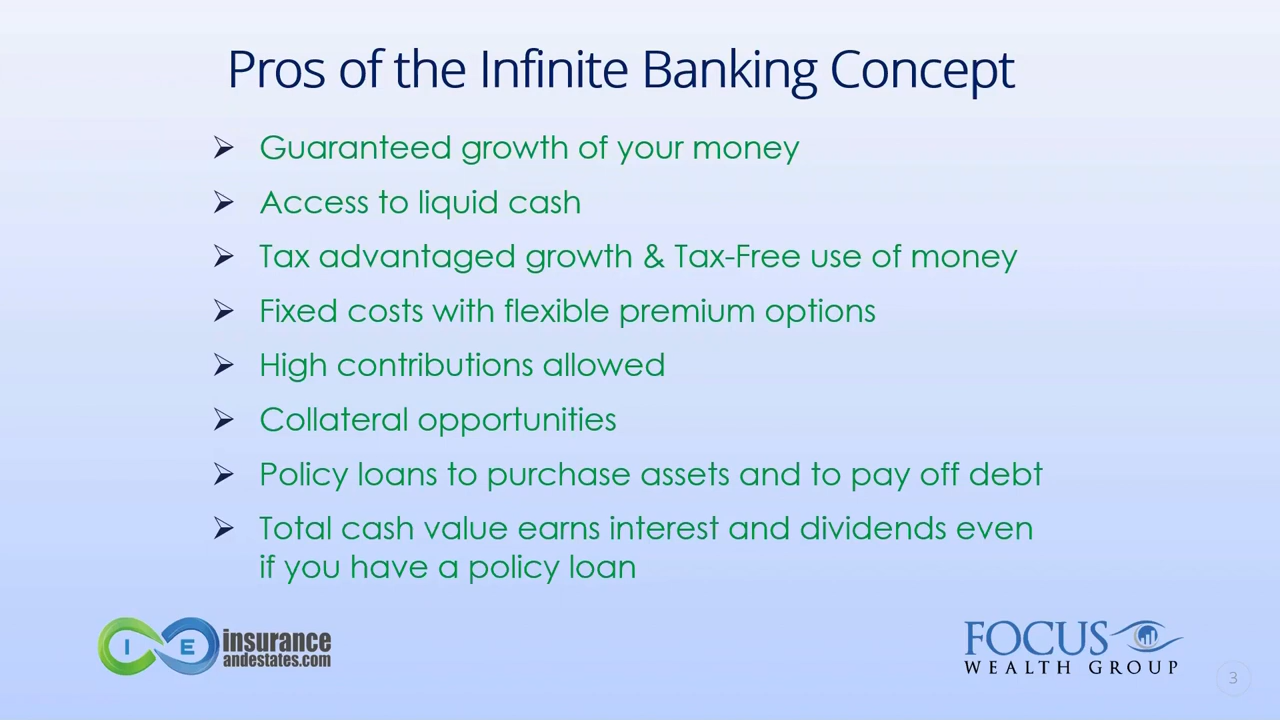 Pros of the Infinite Banking Concept
Guaranteed growth of your money
Access to liquid cash
Tax advantaged growth & Tax-Free use of money
Fixed costs with flexible premium options
High contributions allowed
Collateral opportunities
Policy loans to purchase assets and to pay off debt
Total cash value earns interest and dividends even
if you have a policy loan
I E insurance
andestates.com
FOCUS
WEALTH GROUP
3